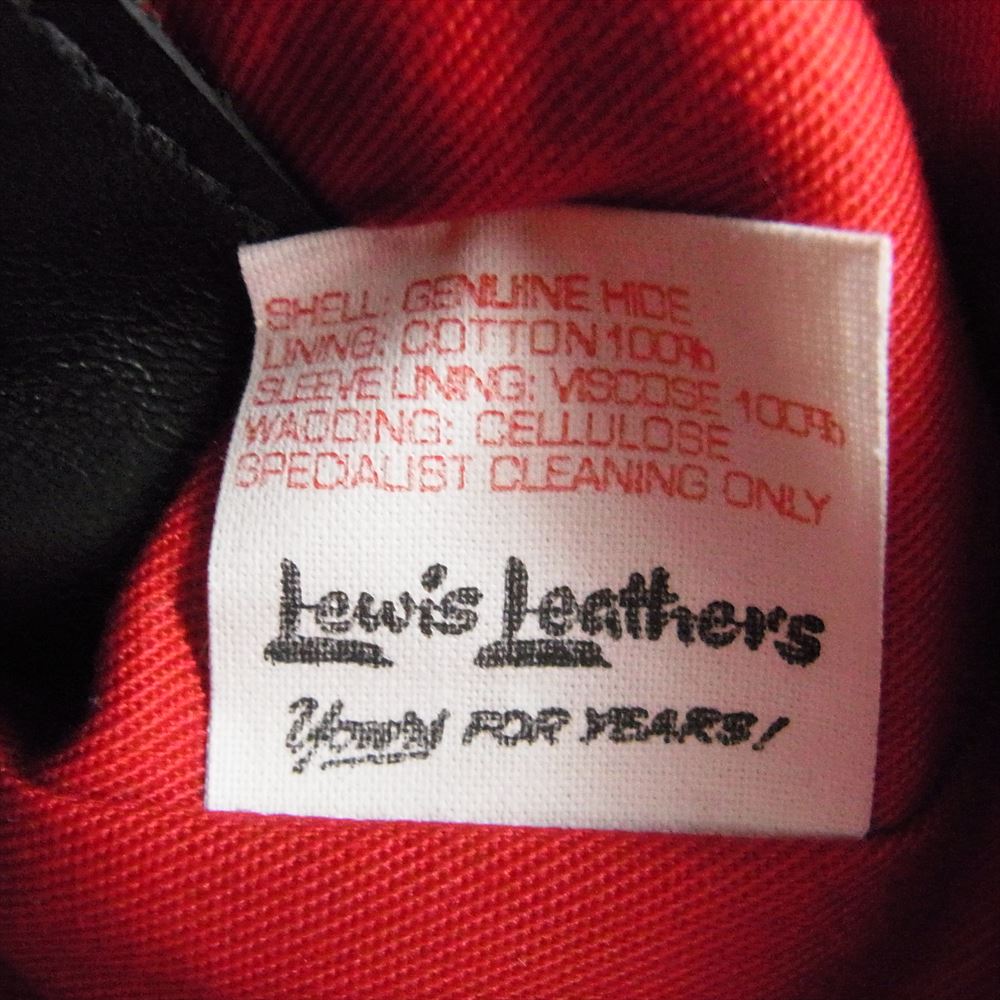 SHELL: GENUINE HIDE
LINING: COTTON 100%
SLEEVE LINING: VISCOSE 100%
WADDING: CELLULOSE
SPECIALIST CLEANING ONLY
Lewis Leathers
Young FOR YEARS!